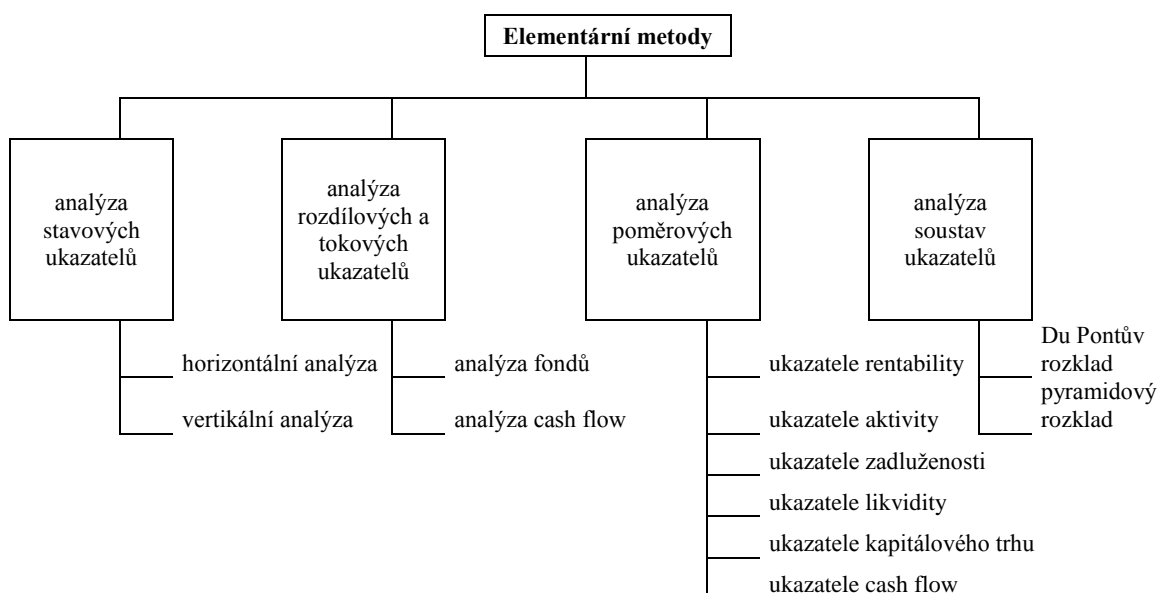 Elementární metody
analýza
stavových
ukazatelů
analýza
rozdílových a
tokových
ukazatelů
analýza
poměrových
ukazatelů
analýza
soustav
ukazatelů
horizontální analýza
vertikální analýza
analýza fondů
analýza cash flow
ukazatele rentability
ukazatele aktivity
ukazatele zadluženosti
ukazatele likvidity
ukazatele kapitálového trhu
ukazatele cash flow
Du Pontův
rozklad
pyramidový
rozklad